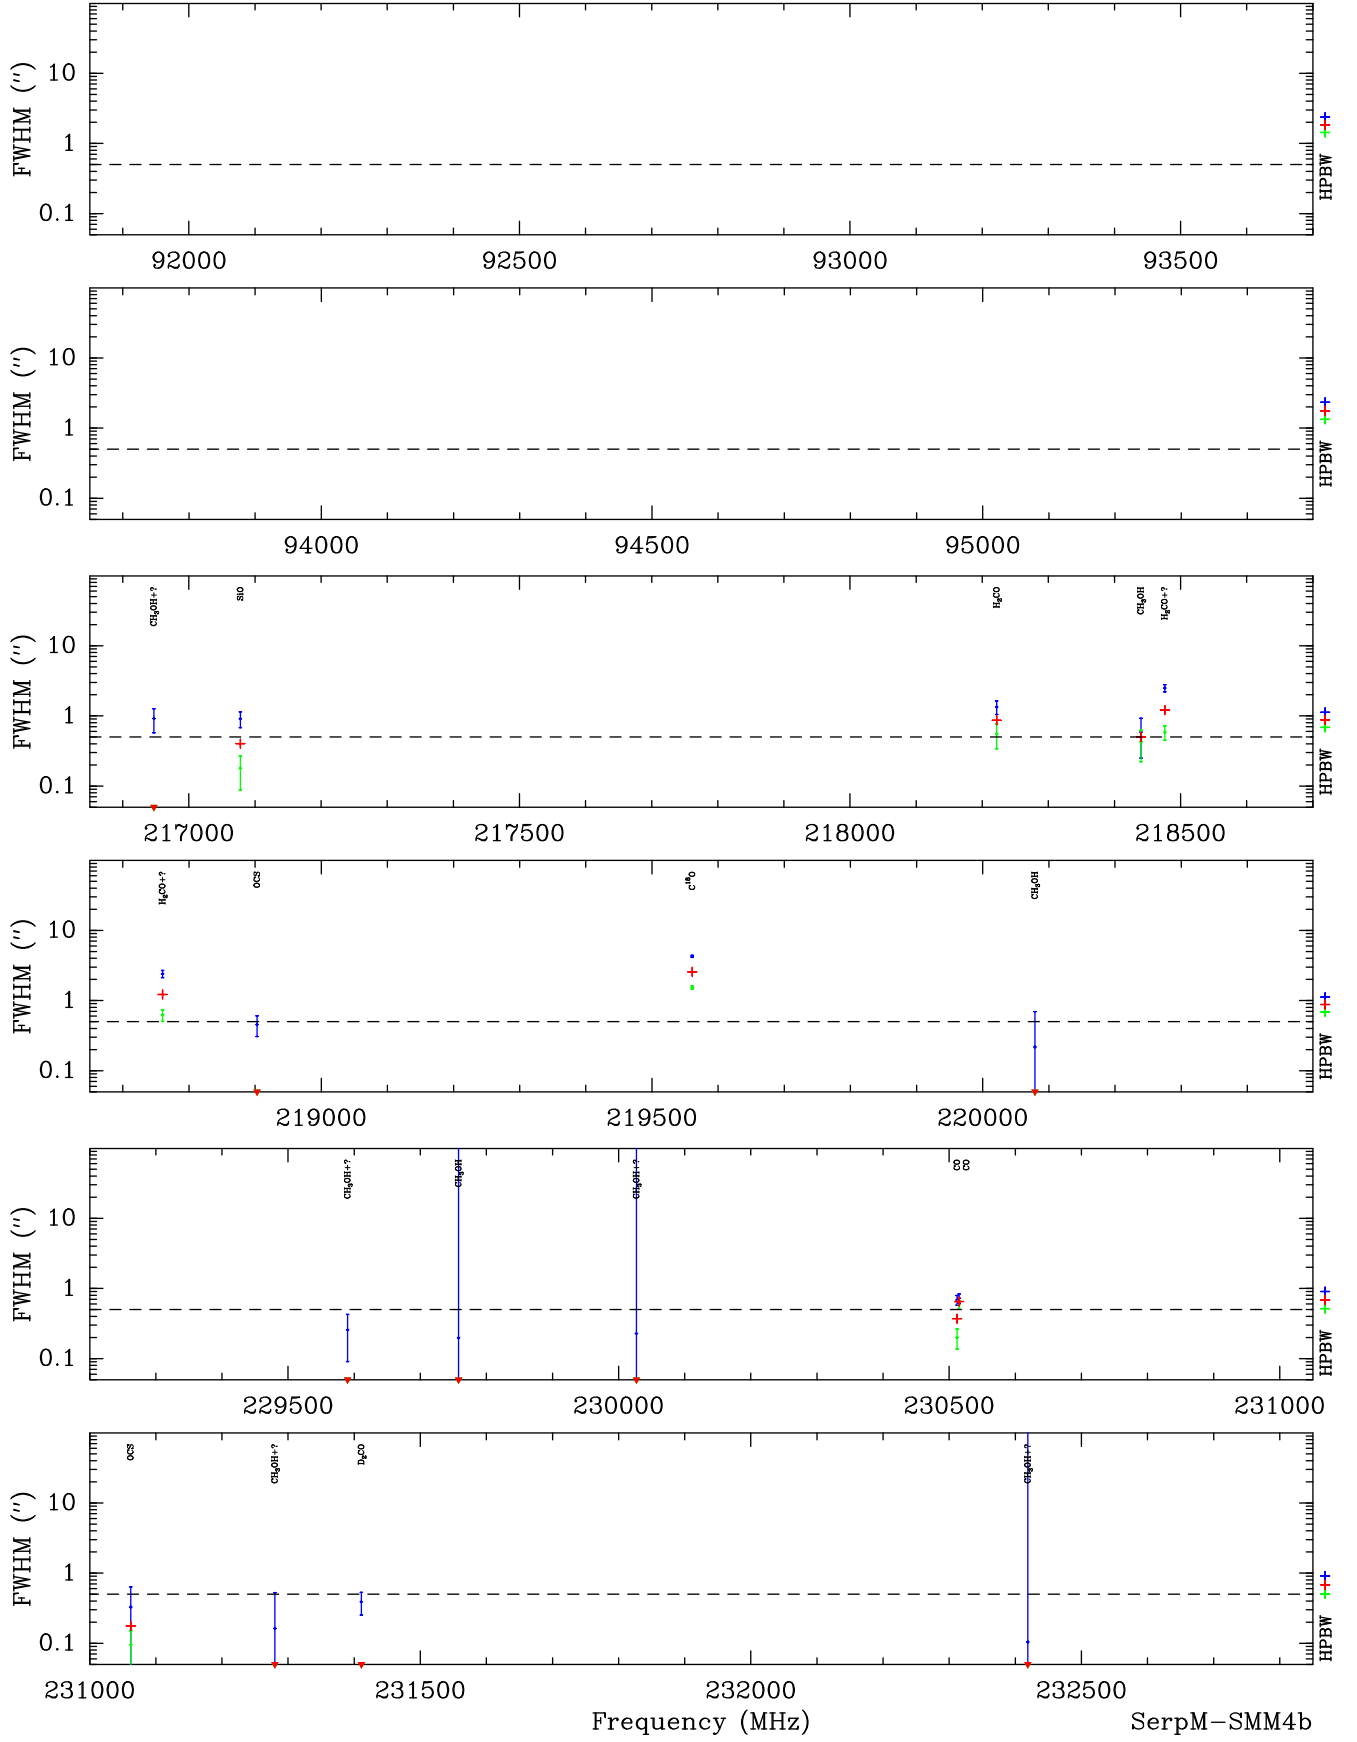 FWHM (″)
10
1
0.1
HPBW
92000 92500 93000 93500
FWHM (″)
10
1
0.1
HPBW
94000 94500 95000
CH₃OH+? SiO H₂CO CH₃OH H₂CO+?
FWHM (″)
10
1
0.1
HPBW
217000 217500 218000 218500
H₂CO+? OCS C¹⁸O CH₃OH
FWHM (″)
10
1
0.1
HPBW
219000 219500 220000
CH₃OH+? CH₃OH CH₃OH+? CO CO
FWHM (″)
10
1
0.1
HPBW
229500 230000 230500 231000
OCS CH₃OH+? D₂CO CH₃OH+?
FWHM (″)
10
1
0.1
HPBW
231000 231500 232000 232500
Frequency (MHz)
SerpM−SMM4b